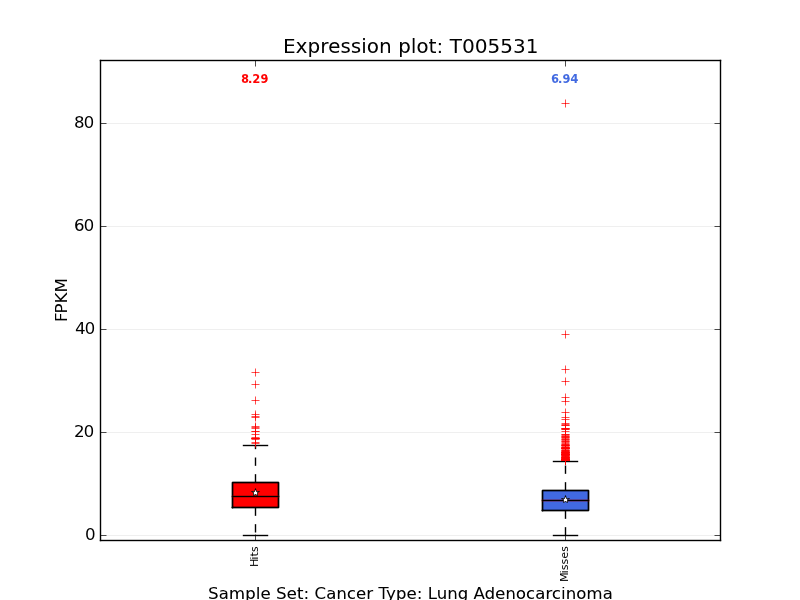 Expression plot: T005531
8.29
6.94
FPKM
80
60
40
20
0
Hits
Misses
Sample Set: Cancer Type: Lung Adenocarcinoma